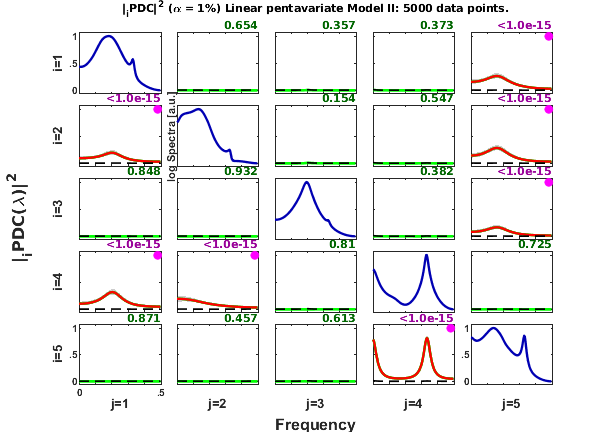 |ᵢPDC|² (α = 1%) Linear pentavariate Model II: 5000 data points.
0.654 0.357 0.373
1 .5 0 i=1
<1.0e-15
<1.0e-15 0.154 0.547 <1.0e-15
i=2 log Spectra [a.u.]
0.848 0.932 0.382 <1.0e-15
i=3
|ᵢPDC(λ)|²
<1.0e-15 <1.0e-15 0.81 0.725
i=4
0.871 0.457 0.613 <1.0e-15
i=5 1 .5 0
0 .5
j=1 j=2 j=3 j=4 j=5
Frequency